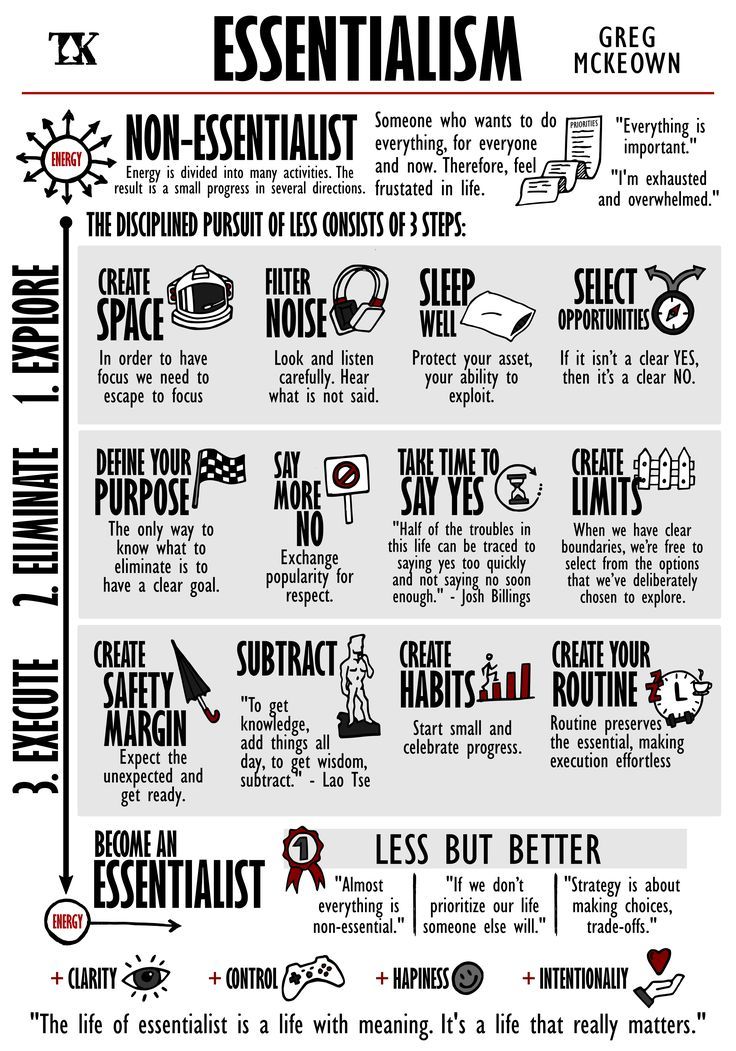 TK
ESSENTIALISM
GREG
MCKEOWN
ENERGY
NON-ESSENTIALIST
Energy is divided into many activities. The
result is a small progress in several directions.
Someone who wants to do
everything, for everyone
and now. Therefore, feel
frustated in life.
PRIORITIES
"Everything is
important."
"I'm exhausted
and overwhelmed."
THE DISCIPLINED PURSUIT OF LESS CONSISTS OF 3 STEPS:
1. EXPLORE
CREATE
SPACE
In order to have
focus we need to
escape to focus
FILTER
NOISE
Look and listen
carefully. Hear
what is not said.
SLEEP
WELL
Protect your asset,
your ability to
exploit.
SELECT
OPPORTUNITIES
If it isn't a clear YES,
then it's a clear NO.
2. ELIMINATE
DEFINE YOUR
PURPOSE
The only way to
know what to
eliminate is to
have a clear goal.
SAY
MORE
NO
Exchange
popularity for
respect.
TAKE TIME TO
SAY YES
"Half of the troubles in
this life can be traced to
saying yes too quickly
and not saying no soon
enough." - Josh Billings
CREATE
LIMITS
When we have clear
boundaries, we're free to
select from the options
that we've deliberately
chosen to explore.
3. EXECUTE
CREATE
SAFETY
MARGIN
Expect the
unexpected and
get ready.
SUBTRACT
"To get
knowledge,
add things all
day, to get wisdom,
subtract." - Lao Tse
CREATE
HABITS
Start small and
celebrate progress.
CREATE YOUR
ROUTINE
Routine preserves
the essential, making
execution effortless
BECOME AN
ESSENTIALIST
ENERGY
1
LESS BUT BETTER
"Almost
everything is
non-essential."
"If we don't
prioritize our life
someone else will."
"Strategy is about
making choices,
trade-offs."
+ CLARITY
+ CONTROL
+ HAPINESS
+ INTENTIONALIY
"The life of essentialist is a life with meaning. It's a life that really matters."